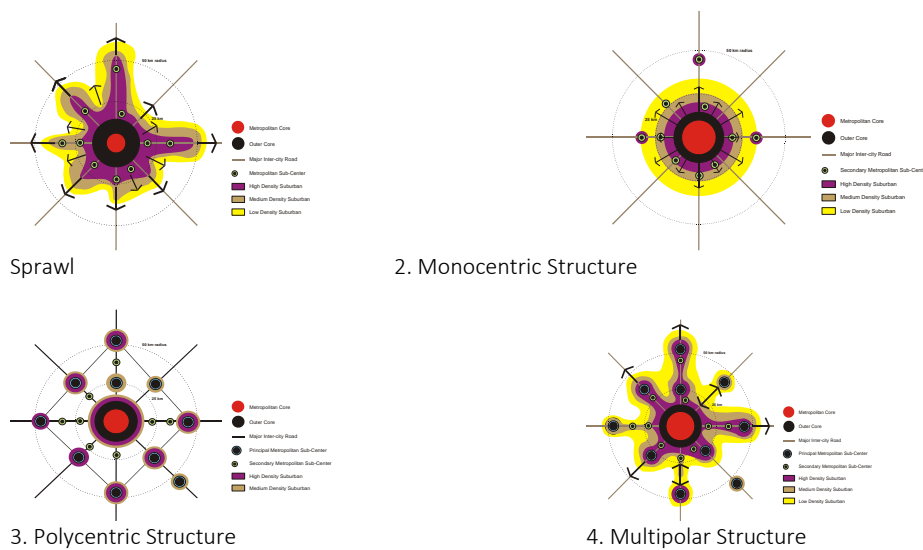 50 km radius
25 km
Metropolitan Core
Outer Core
Major Inter-city Road
Metropolitan Sub-Center
High Density Suburban
Medium Density Suburban
Low Density Suburban
Sprawl
50 km radius
25 km
Metropolitan Core
Outer Core
Major Inter-city Road
Secondary Metropolitan Sub-Cent
High Density Suburban
Medium Density Suburban
Low Density Suburban
2. Monocentric Structure
50 km radius
25 km
Metropolitan Core
Outer Core
Major Inter-city Road
Principal Metropolitan Sub-Center
Secondary Metropolitan Sub-Center
High Density Suburban
Medium Density Suburban
3. Polycentric Structure
50 km radius
25 km
Metropolitan Core
Outer Core
Major Inter-city Road
Principal Metropolitan Sub-Center
Secondary Metropolitan Sub-Center
High Density Suburban
Medium Density Suburban
Low Density Suburban
4. Multipolar Structure